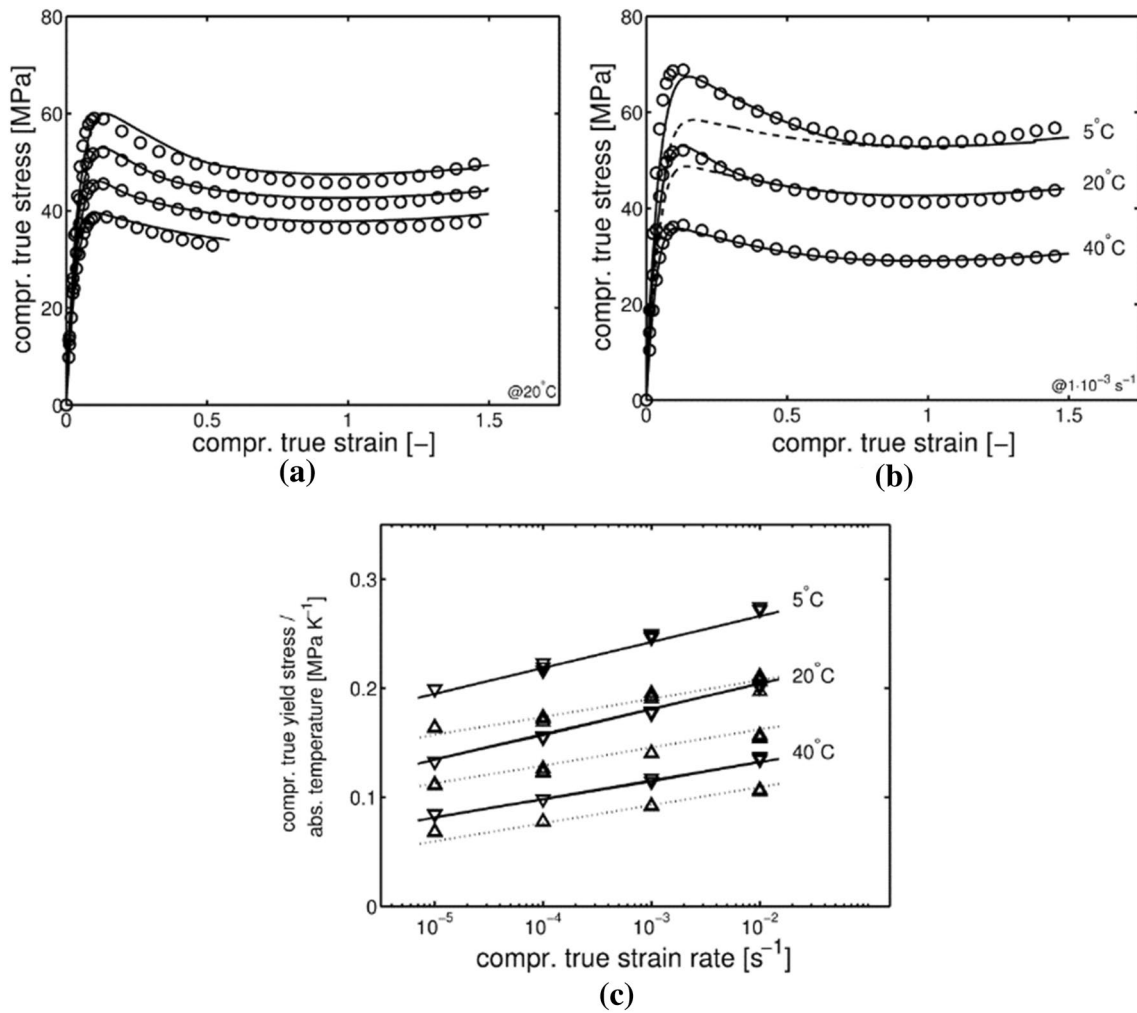 80
60
40
20
0
compr. true stress [MPa]
0
0.5
1
1.5
@20°C
compr. true strain [–]
(a)
80
60
40
20
0
compr. true stress [MPa]
5°C
20°C
40°C
@1·10⁻³ s⁻¹
0
0.5
1
1.5
compr. true strain [–]
(b)
0.3
0.2
0.1
0
compr. true yield stress /
abs. temperature [MPa K⁻¹]
5°C
20°C
40°C
10⁻⁵
10⁻⁴
10⁻³
10⁻²
compr. true strain rate [s⁻¹]
(c)